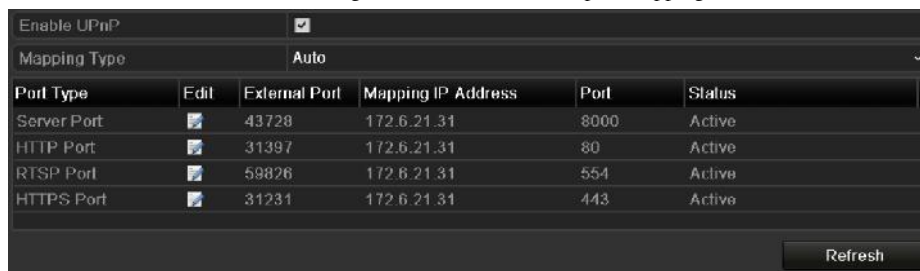 Enable UPnP
Mapping Type Auto
Port Type Edit External Port Mapping IP Address Port Status
Server Port 43728 172.6.21.31 8000 Active
HTTP Port 31397 172.6.21.31 80 Active
RTSP Port 59826 172.6.21.31 554 Active
HTTPS Port 31231 172.6.21.31 443 Active
Refresh